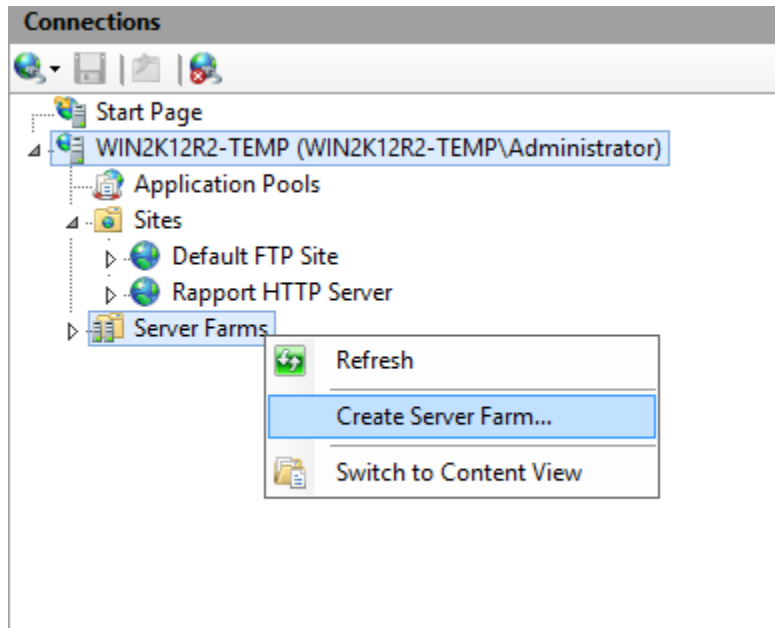 Connections
Start Page
WIN2K12R2-TEMP (WIN2K12R2-TEMP\Administrator)
Application Pools
Sites
Default FTP Site
Rapport HTTP Server
Server Farms
Refresh
Create Server Farm...
Switch to Content View